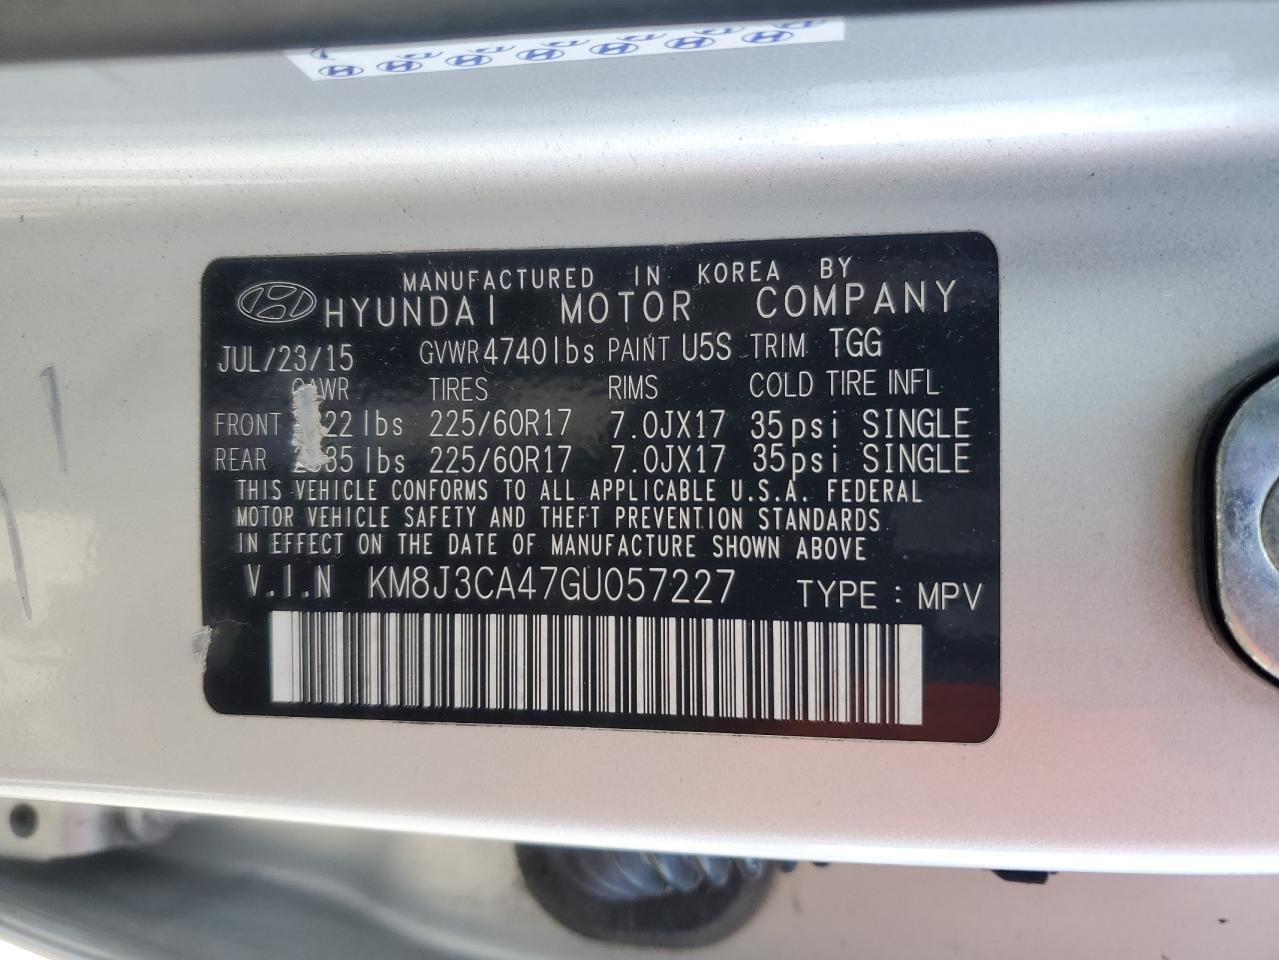 MANUFACTURED IN KOREA BY
HYUNDAI MOTOR COMPANY
JUL/23/15 GVWR 4740lbs PAINT U5S TRIM TGG
TIRES RIMS COLD TIRE INFL
FRONT lbs 225/60R17 7.0JX17 35psi SINGLE
REAR lbs 225/60R17 7.0JX17 35psi SINGLE
THIS VEHICLE CONFORMS TO ALL APPLICABLE U.S.A. FEDERAL
MOTOR VEHICLE SAFETY AND THEFT PREVENTION STANDARDS
IN EFFECT ON THE DATE OF MANUFACTURE SHOWN ABOVE
V.I.N KM8J3CA47GU057227 TYPE : MPV